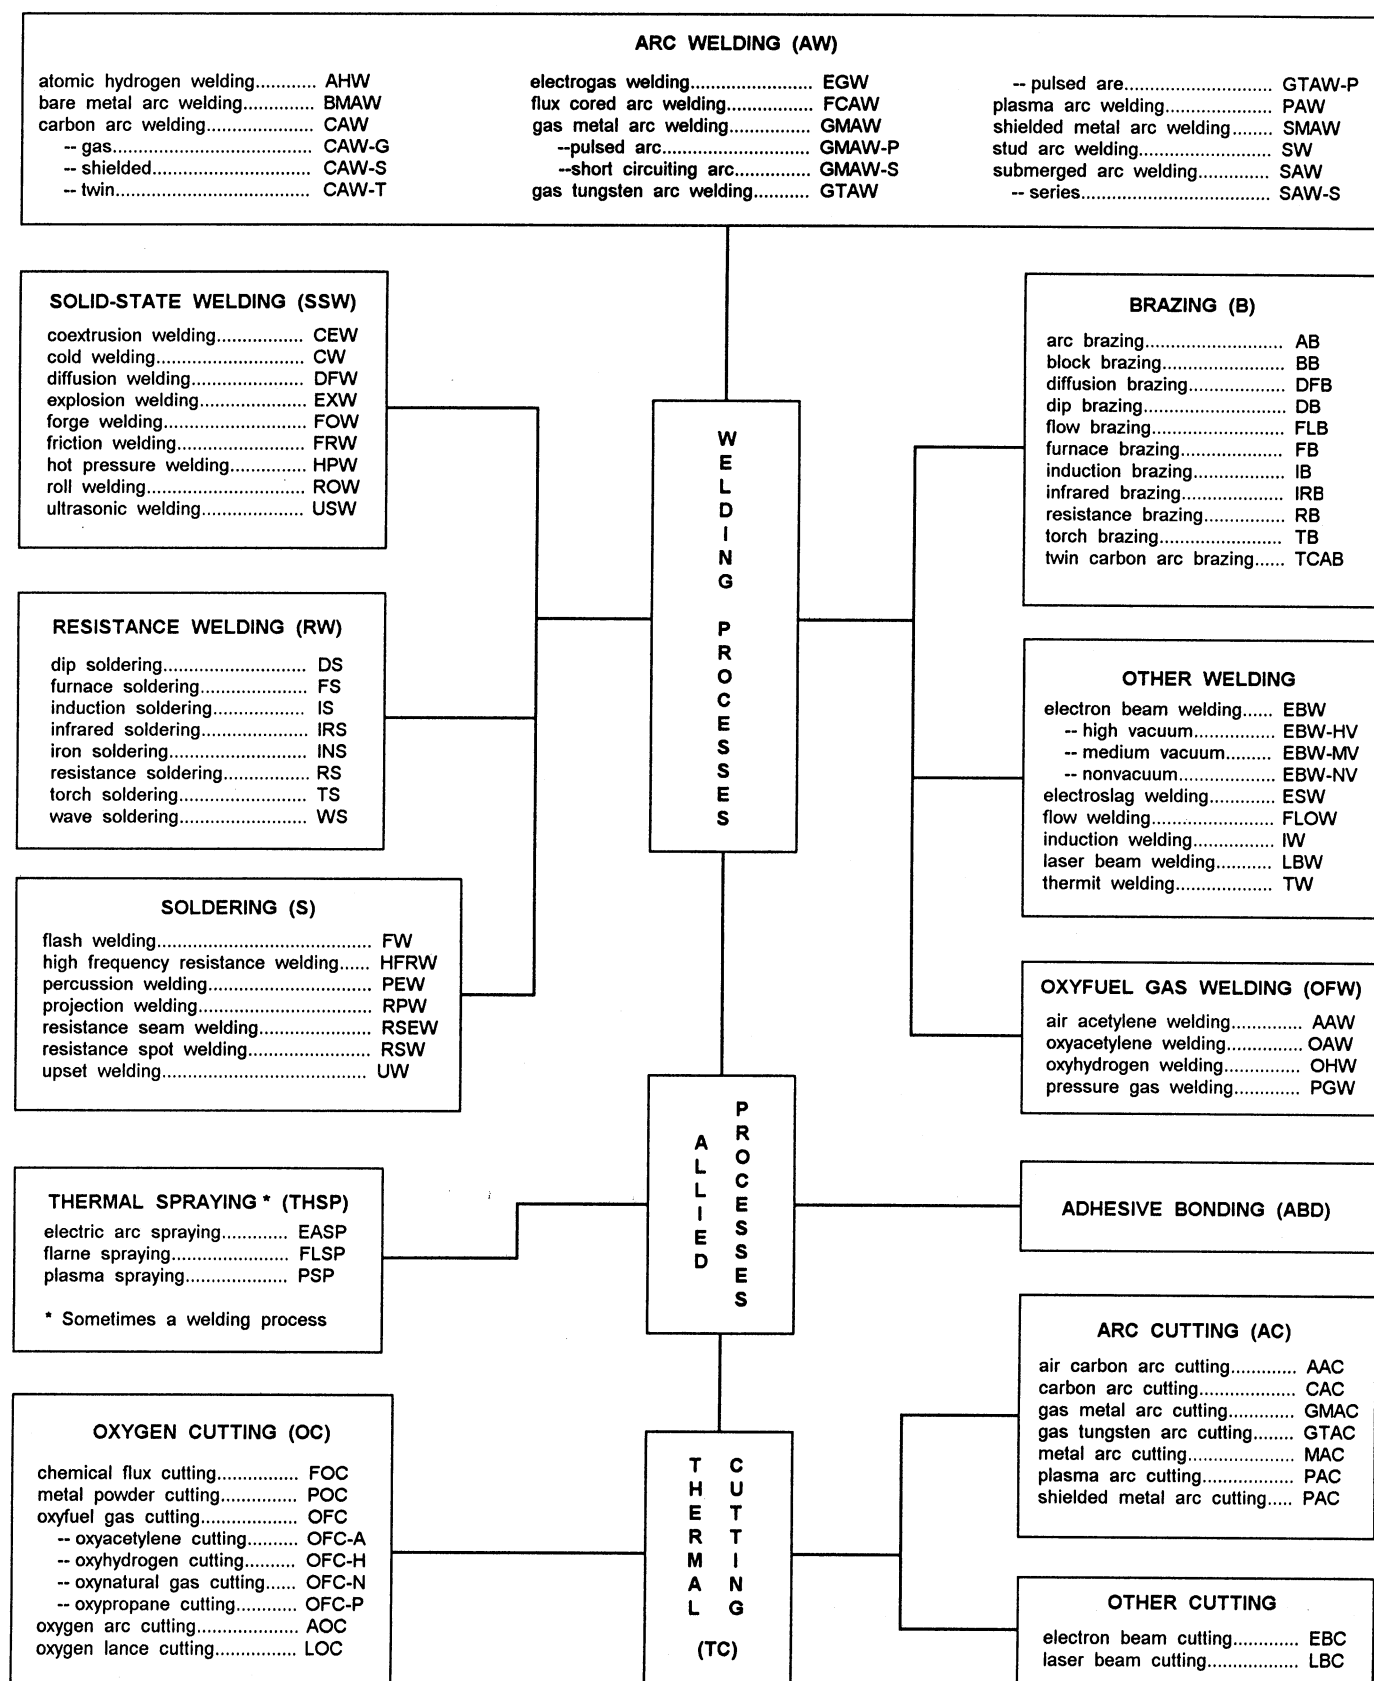 ARC WELDING (AW)
atomic hydrogen welding............ AHW
bare metal arc welding............ BMAW
carbon arc welding.................. CAW
-- gas............................... CAW-G
-- shielded......................... CAW-S
-- twin............................... CAW-T
electrogas welding..................... EGW
flux cored arc welding............... FCAW
gas metal arc welding............... GMAW
--pulsed arc....................... GMAW-P
--short circuiting arc............. GMAW-S
gas tungsten arc welding.......... GTAW
-- pulsed are......................... GTAW-P
plasma arc welding.................. PAW
shielded metal arc welding....... SMAW
stud arc welding....................... SW
submerged arc welding............. SAW
-- series................................ SAW-S
SOLID-STATE WELDING (SSW)
coextrusion welding............... CEW
cold welding......................... CW
diffusion welding................... DFW
explosion welding.................. EXW
forge welding........................ FOW
friction welding..................... FRW
hot pressure welding............. HPW
roll welding........................... ROW
ultrasonic welding.................. USW
RESISTANCE WELDING (RW)
dip soldering......................... DS
furnace soldering................... FS
induction soldering................ IS
infrared soldering.................. IRS
iron soldering........................ INS
resistance soldering............... RS
torch soldering...................... TS
wave soldering...................... WS
SOLDERING (S)
flash welding..................................... FW
high frequency resistance welding...... HFRW
percussion welding............................ PEW
projection welding.............................. RPW
resistance seam welding................... RSEW
resistance spot welding..................... RSW
upset welding.................................... UW
THERMAL SPRAYING * (THSP)
electric arc spraying............ EASP
flarne spraying.................... FLSP
plasma spraying.................. PSP
* Sometimes a welding process
OXYGEN CUTTING (OC)
chemical flux cutting............... FOC
metal powder cutting.............. POC
oxyfuel gas cutting................. OFC
-- oxyacetylene cutting......... OFC-A
-- oxyhydrogen cutting......... OFC-H
-- oxynatural gas cutting...... OFC-N
-- oxypropane cutting........... OFC-P
oxygen arc cutting.................. AOC
oxygen lance cutting............... LOC
WELDING PROCESSES
ALLIED PROCESSES
THERMAL CUTTING
(TC)
BRAZING (B)
arc brazing........................ AB
block brazing..................... BB
diffusion brazing................. DFB
dip brazing........................ DB
flow brazing....................... FLB
furnace brazing.................. FB
induction brazing................ IB
infrared brazing.................. IRB
resistance brazing.............. RB
torch brazing...................... TB
twin carbon arc brazing...... TCAB
OTHER WELDING
electron beam welding...... EBW
-- high vacuum............... EBW-HV
-- medium vacuum.......... EBW-MV
-- nonvacuum.................. EBW-NV
electroslag welding........... ESW
flow welding...................... FLOW
induction welding.............. IW
laser beam welding.......... LBW
thermit welding................. TW
OXYFUEL GAS WELDING (OFW)
air acetylene welding............ AAW
oxyacetylene welding............. OAW
oxyhydrogen welding.............. OHW
pressure gas welding............ PGW
ADHESIVE BONDING (ABD)
ARC CUTTING (AC)
air carbon arc cutting............ AAC
carbon arc cutting.................. CAC
gas metal arc cutting............ GMAC
gas tungsten arc cutting........ GTAC
metal arc cutting................... MAC
plasma arc cutting................. PAC
shielded metal arc cutting..... PAC
OTHER CUTTING
electron beam cutting............ EBC
laser beam cutting................ LBC